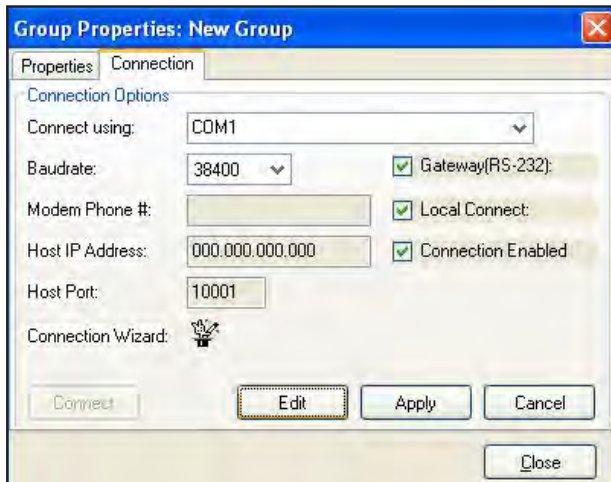 Group Properties: New Group
Properties Connection
Connection Options
Connect using: COM1
Baudrate: 38400 Gateway(RS-232):
Modem Phone #: Local Connect:
Host IP Address: 000.000.000.000 Connection Enabled
Host Port: 10001
Connection Wizard:
Connect Edit Apply Cancel
Close